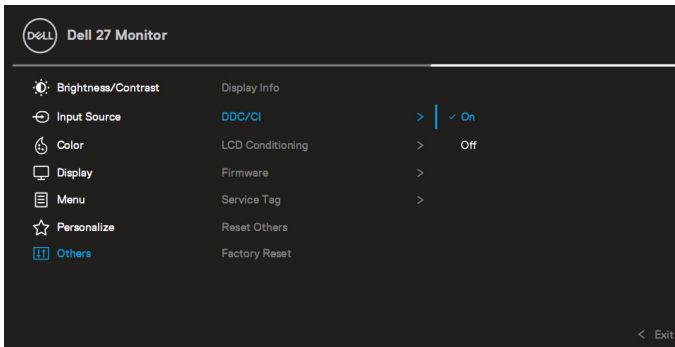 DELL Dell 27 Monitor
Brightness/Contrast Display Info
Input Source DDC/CI > ✓ On
Color LCD Conditioning > Off
Display Firmware >
Menu Service Tag >
Personalize Reset Others
Others Factory Reset
< Exit